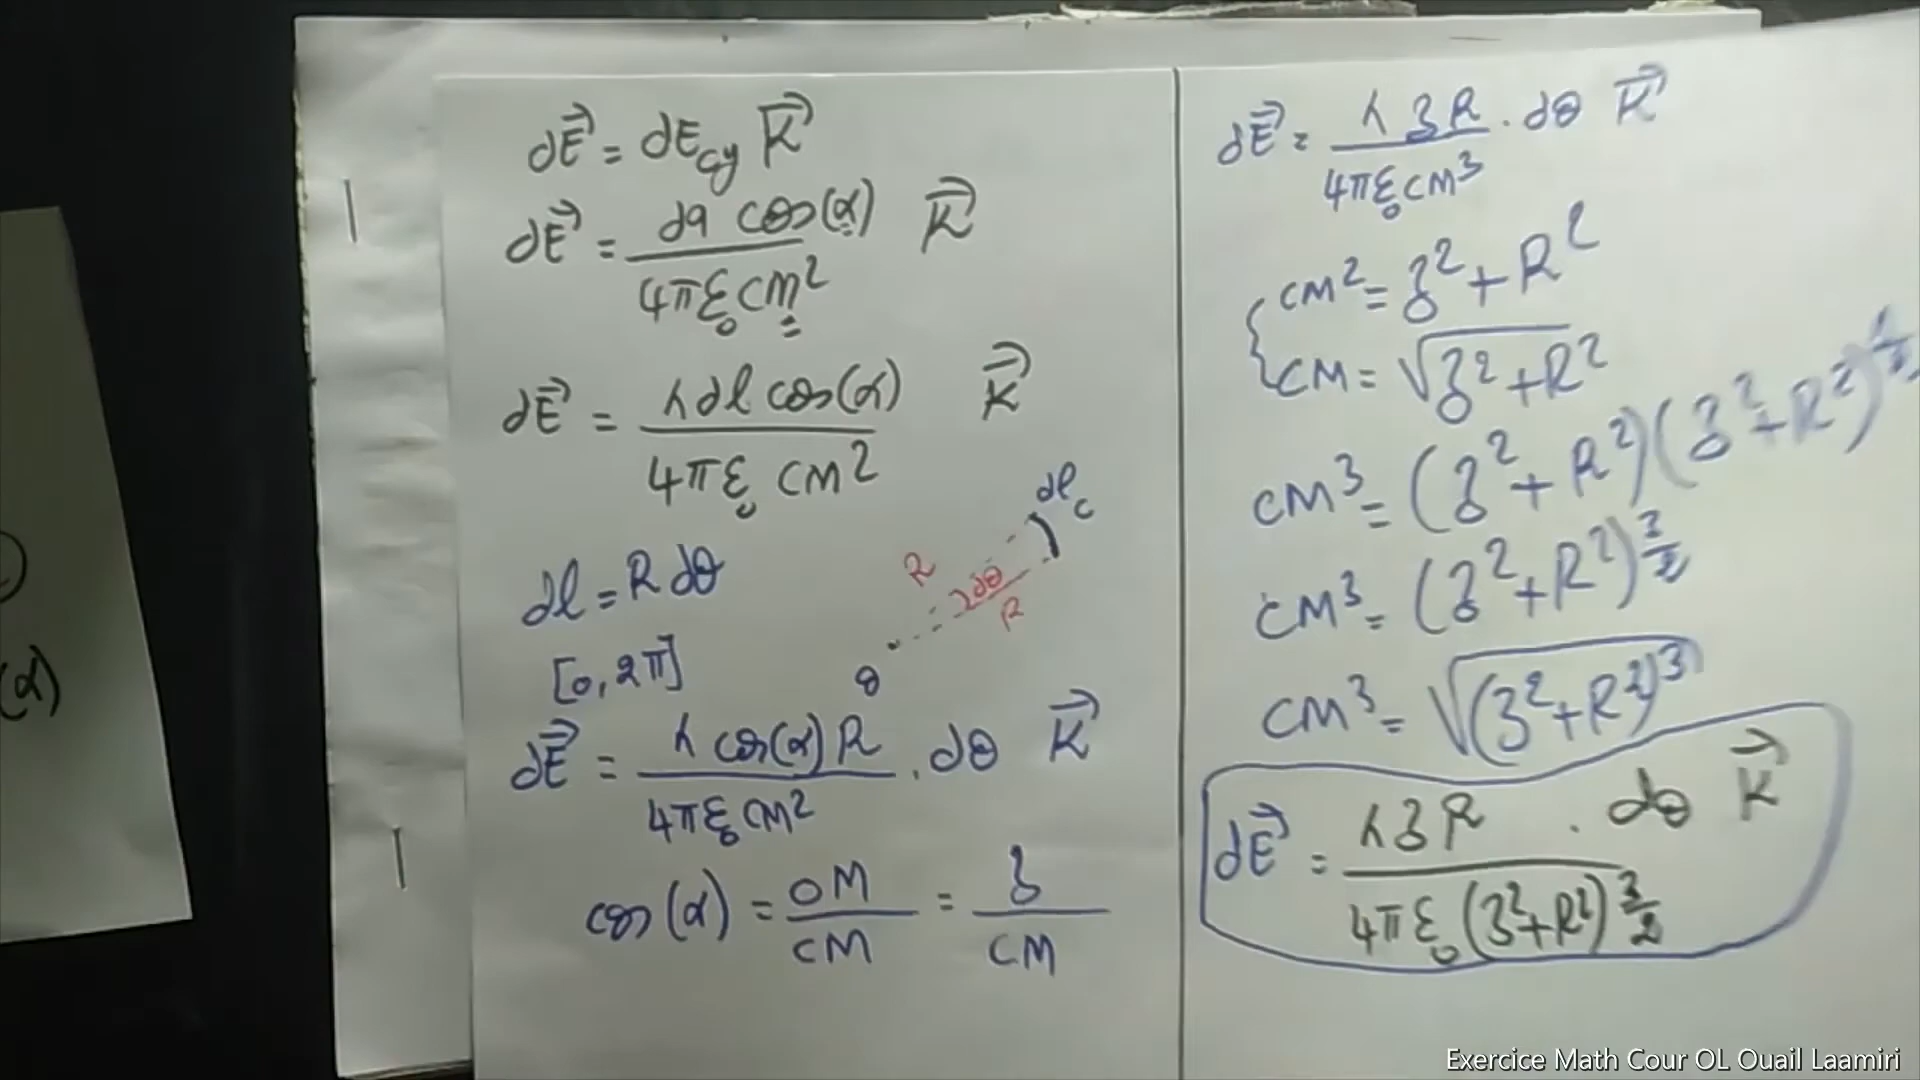 dE⃗ = dE_cy K⃗
dE⃗ = dq cos(α) / 4πε₀ CM² K⃗
dE⃗ = λ dl cos(α) / 4πε₀ CM² K⃗
dl = R dθ
[0, 2π]
dl
C
R
dθ
R
θ
dE⃗ = λ cos(α) R / 4πε₀ CM² . dθ K⃗
cos(α) = OM / CM = z / CM
dE⃗ = λ z R / 4πε₀ CM³ . dθ K⃗
CM² = z² + R²
CM = √(z² + R²)
CM³ = (z² + R²)(z² + R²)^(1/2)
CM³ = (z² + R²)^(3/2)
CM³ = √((z² + R²)³)
dE⃗ = λ z R / 4πε₀ (z² + R²)^(3/2) . dθ K⃗
(α)
Exercice Math Cour OL Ouail Laamiri